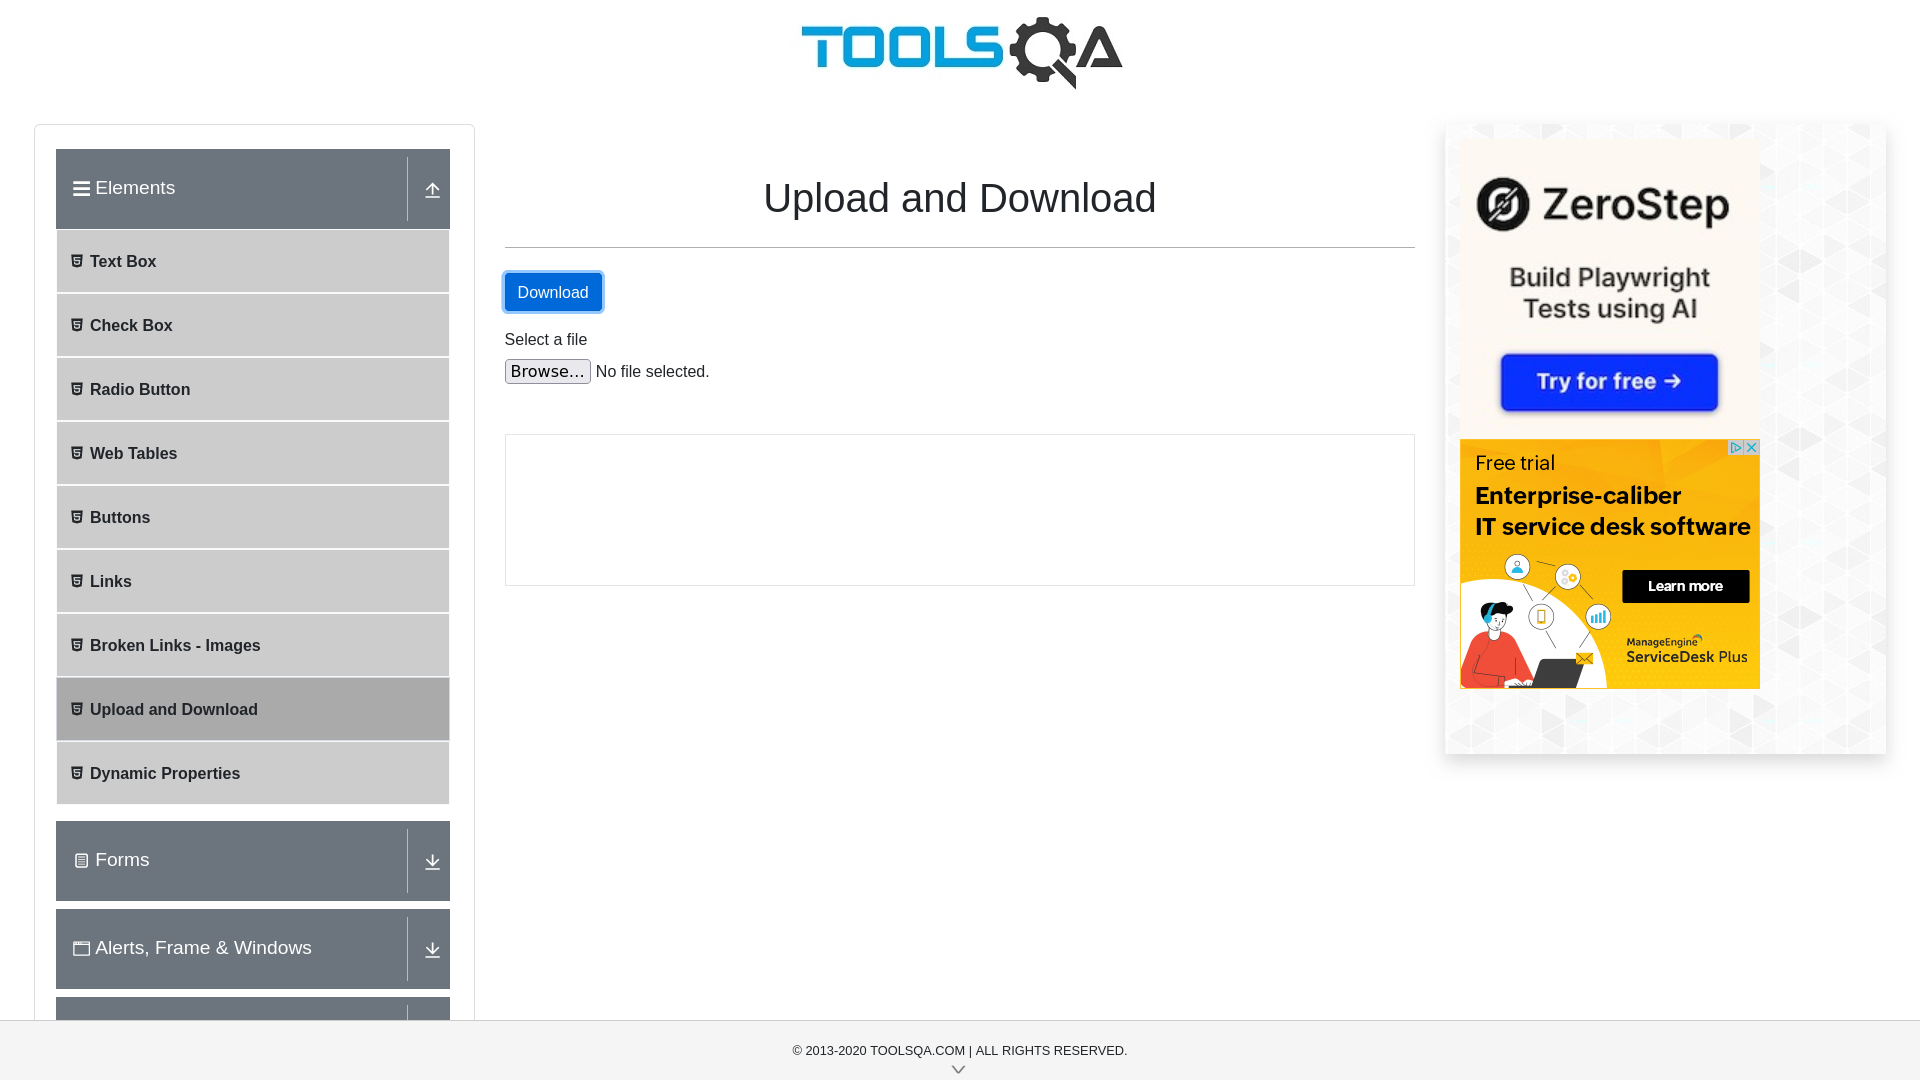 TOOLSQA
Elements
Text Box
Check Box
Radio Button
Web Tables
Buttons
Links
Broken Links - Images
Upload and Download
Dynamic Properties
Forms
Alerts, Frame & Windows
Upload and Download
Download
Select a file
Browse... No file selected.
ZeroStep
Build Playwright
Tests using AI
Try for free →
Free trial
Enterprise-caliber
IT service desk software
Learn more
ManageEngine
ServiceDesk Plus
© 2013-2020 TOOLSQA.COM | ALL RIGHTS RESERVED.